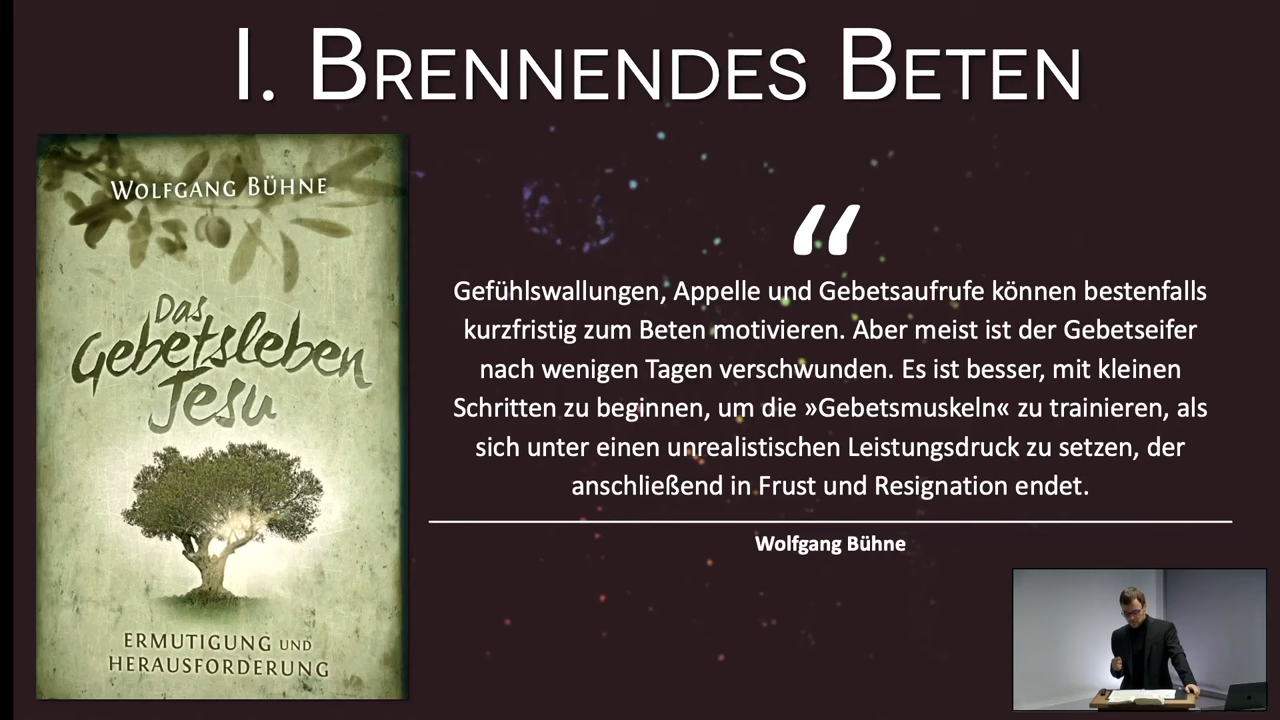 I. BRENNENDES BETEN
WOLFGANG BÜHNE
Das
Gebetsleben
Jesu
ERMUTIGUNG UND
HERAUSFORDERUNG
“
Gefühlswallungen, Appelle und Gebetsaufrufe können bestenfalls
kurzfristig zum Beten motivieren. Aber meist ist der Gebetseifer
nach wenigen Tagen verschwunden. Es ist besser, mit kleinen
Schritten zu beginnen, um die »Gebetsmuskeln« zu trainieren, als
sich unter einen unrealistischen Leistungsdruck zu setzen, der
anschließend in Frust und Resignation endet.
Wolfgang Bühne